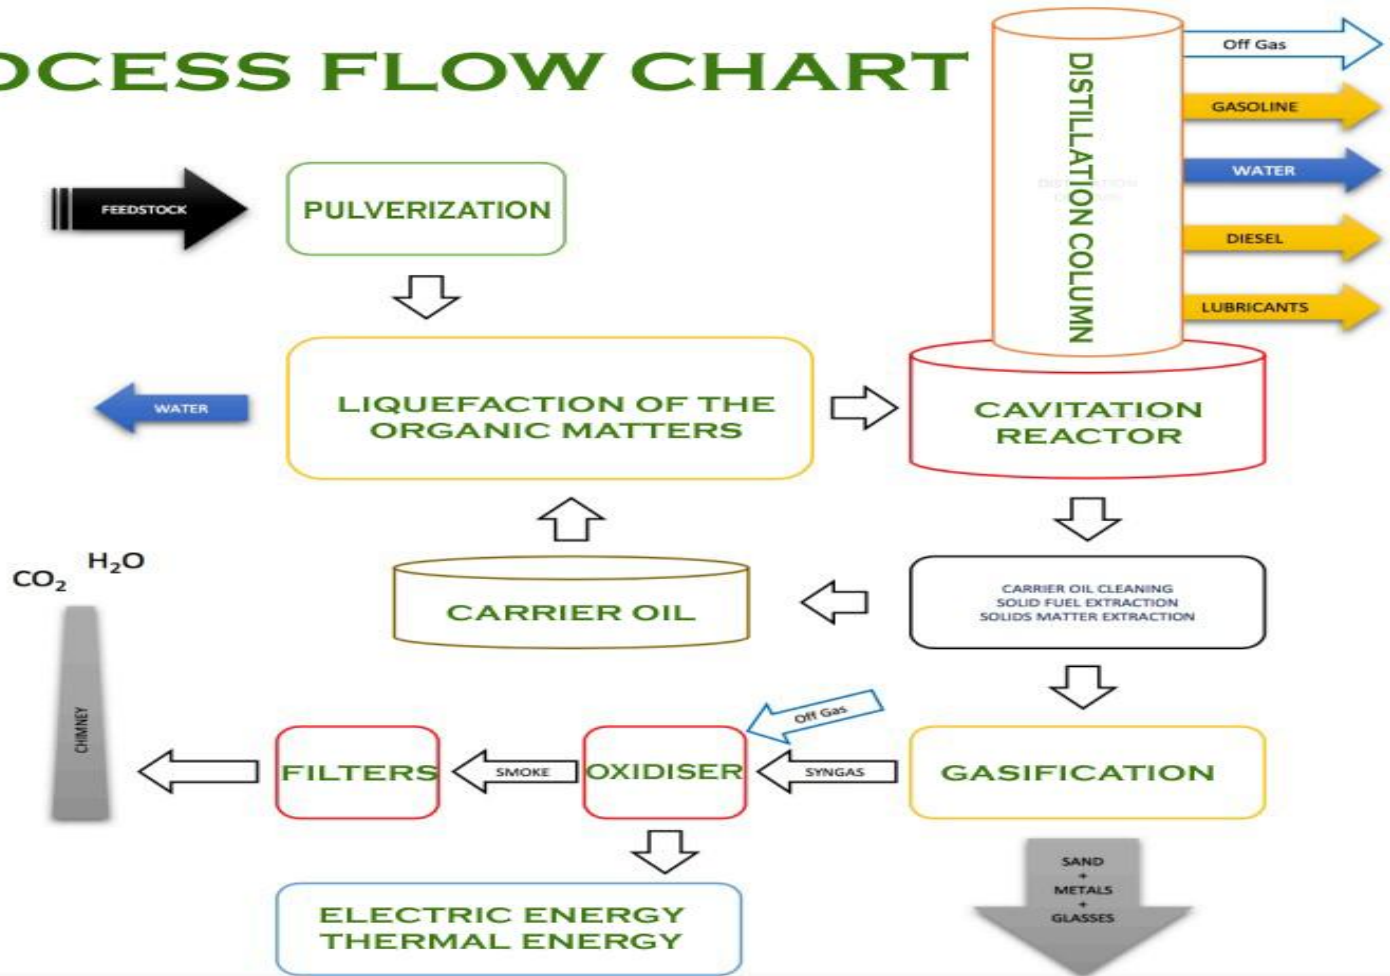 OCESS FLOW CHART
Off Gas
GASOLINE
WATER
DIESEL
LUBRICANTS
DISTILLATION COLUMN
FEEDSTOCK
PULVERIZATION
WATER
LIQUEFACTION OF THE
ORGANIC MATTERS
CAVITATION
REACTOR
CO₂
H₂O
CARRIER OIL
CARRIER OIL CLEANING
SOLID FUEL EXTRACTION
SOLIDS MATTER EXTRACTION
CHIMNEY
FILTERS
SMOKE
OXIDISER
Off Gas
SYNGAS
GASIFICATION
ELECTRIC ENERGY
THERMAL ENERGY
SAND
+
METALS
+
GLASSES